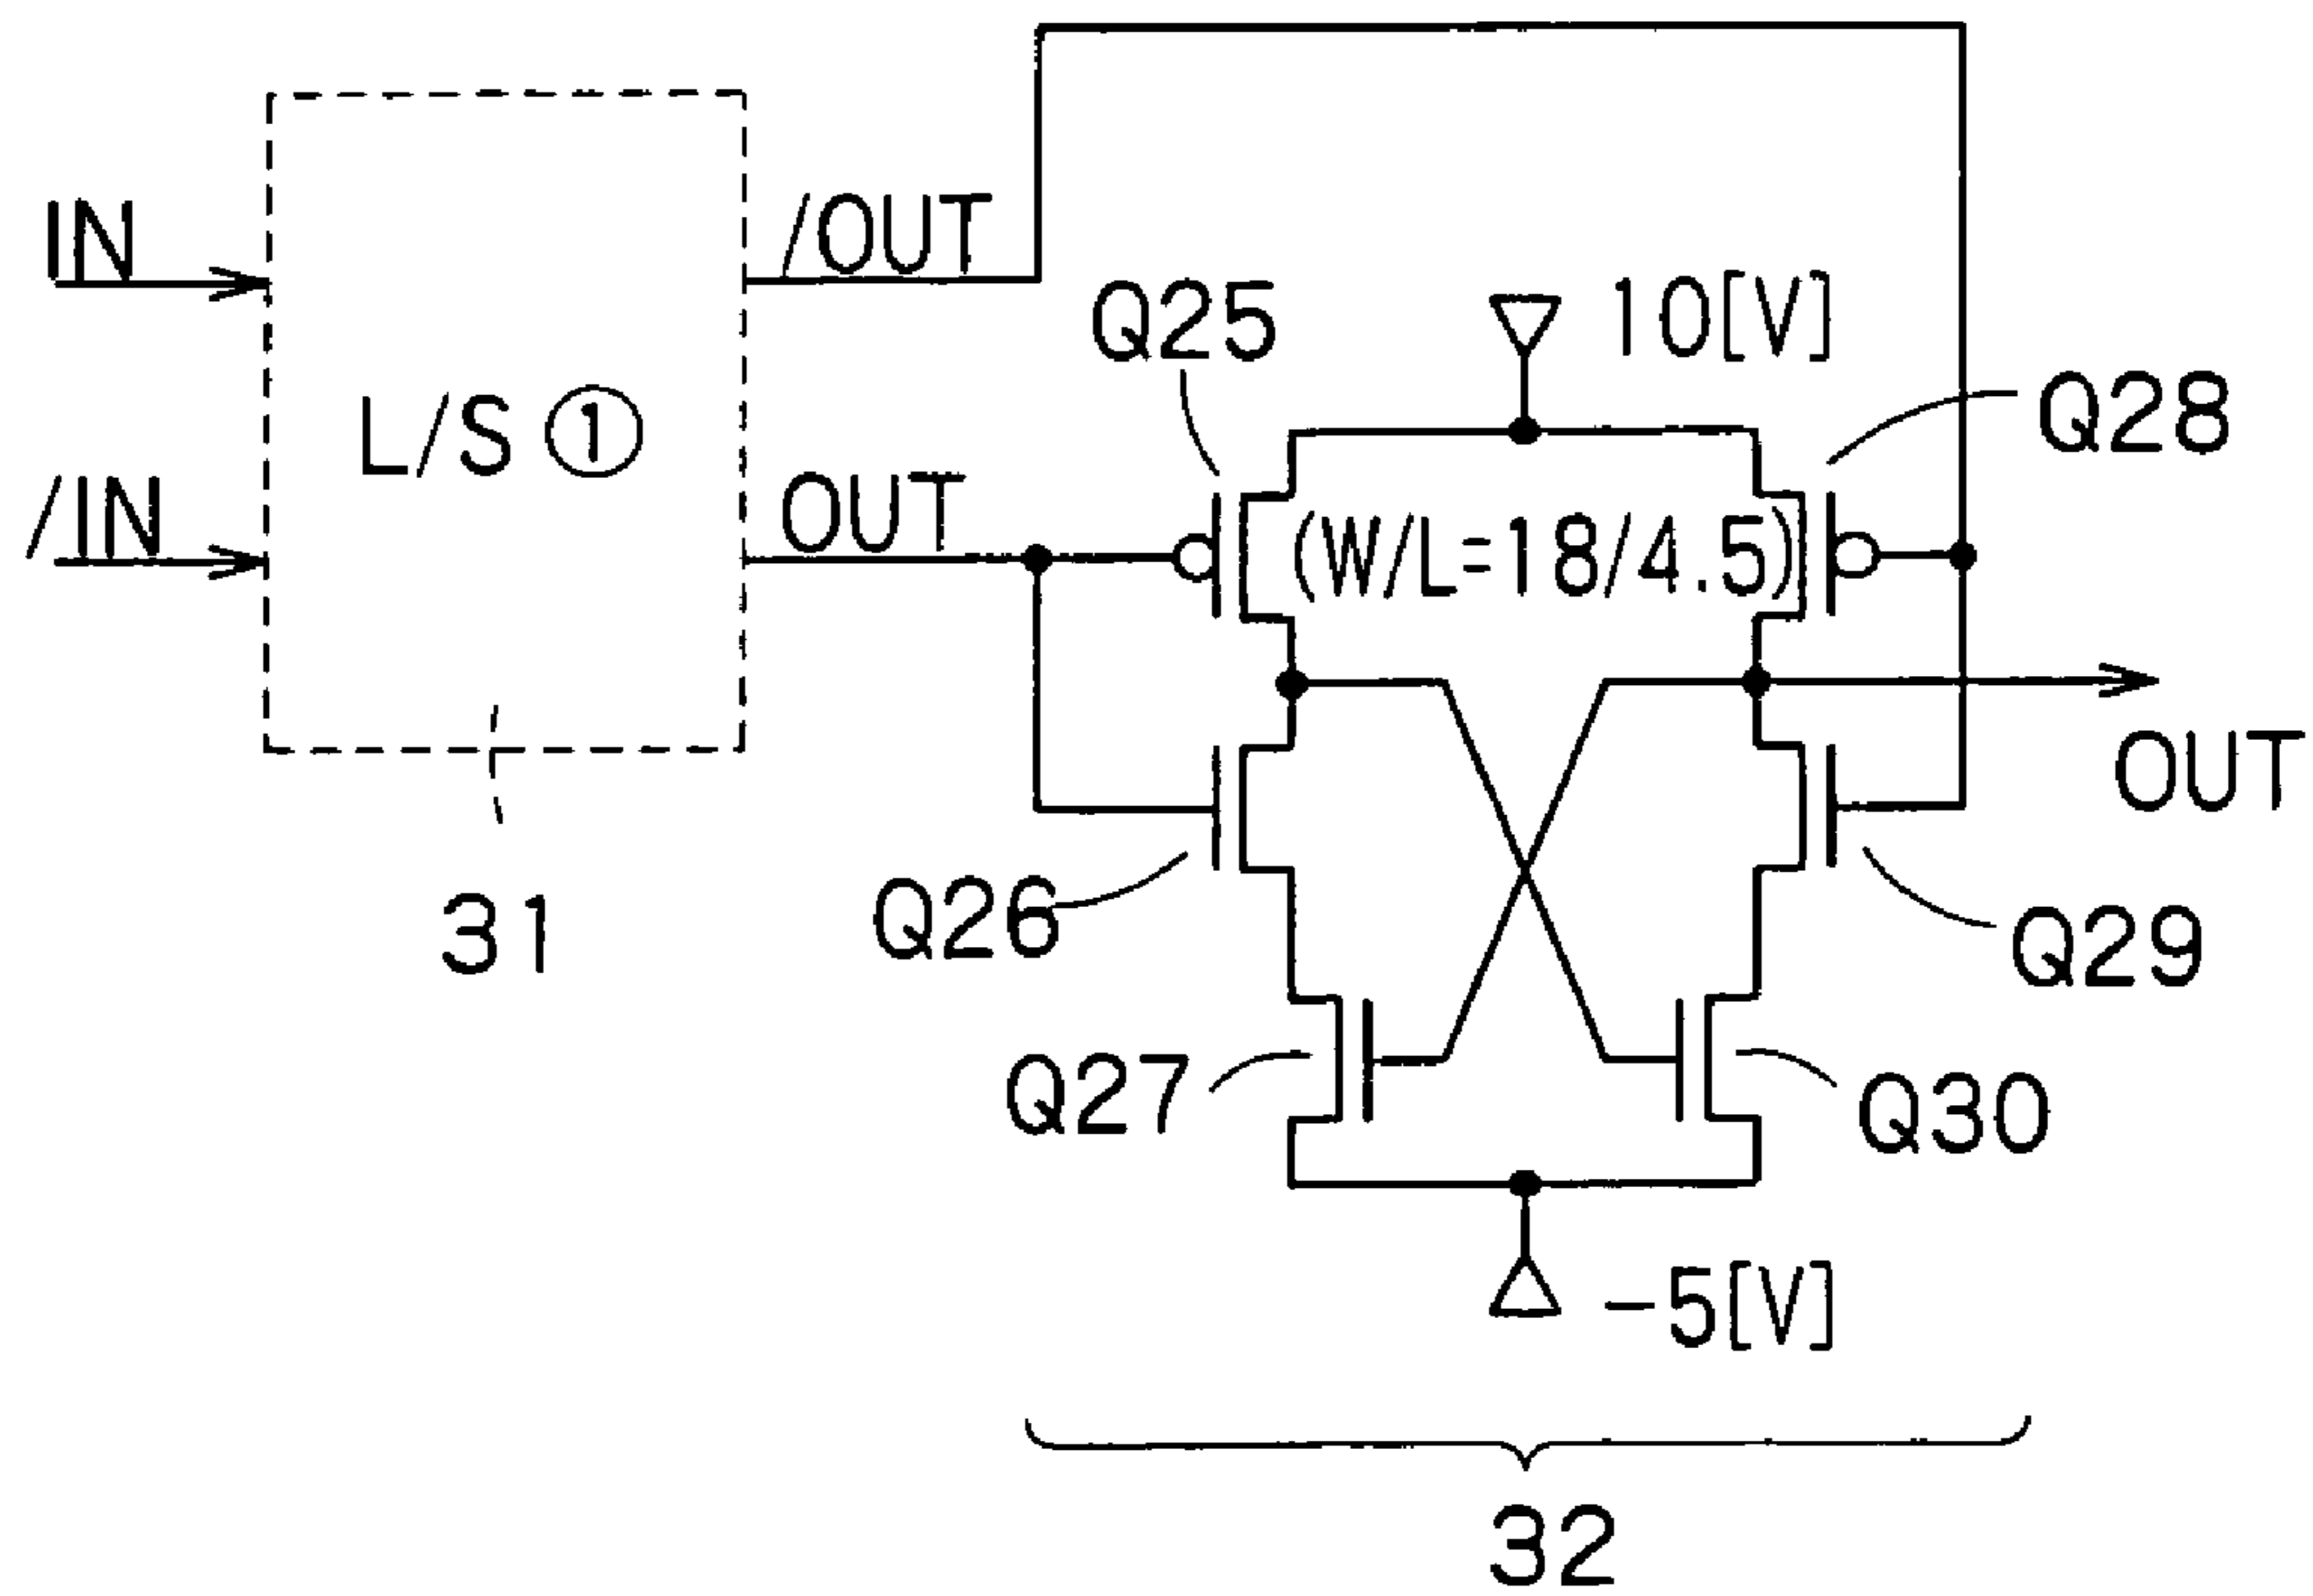 IN
/OUT
Q25
10[V]
Q28
L/S ①
/IN
OUT
(W/L=18/4.5)
OUT
31
Q26
Q29
Q27
Q30
-5[V]
32